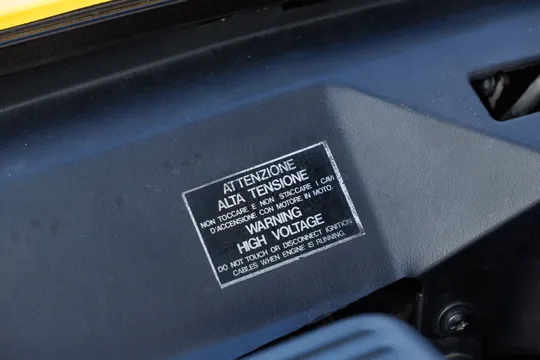 ATTENZIONE
ALTA TENSIONE
NON TOCCARE E NON STACCARE I CAVI
D'ACCENSIONE CON MOTORE IN MOTO.
WARNING
HIGH VOLTAGE
DO NOT TOUCH OR DISCONNECT IGNITION
CABLES WHEN ENGINE IS RUNNING.